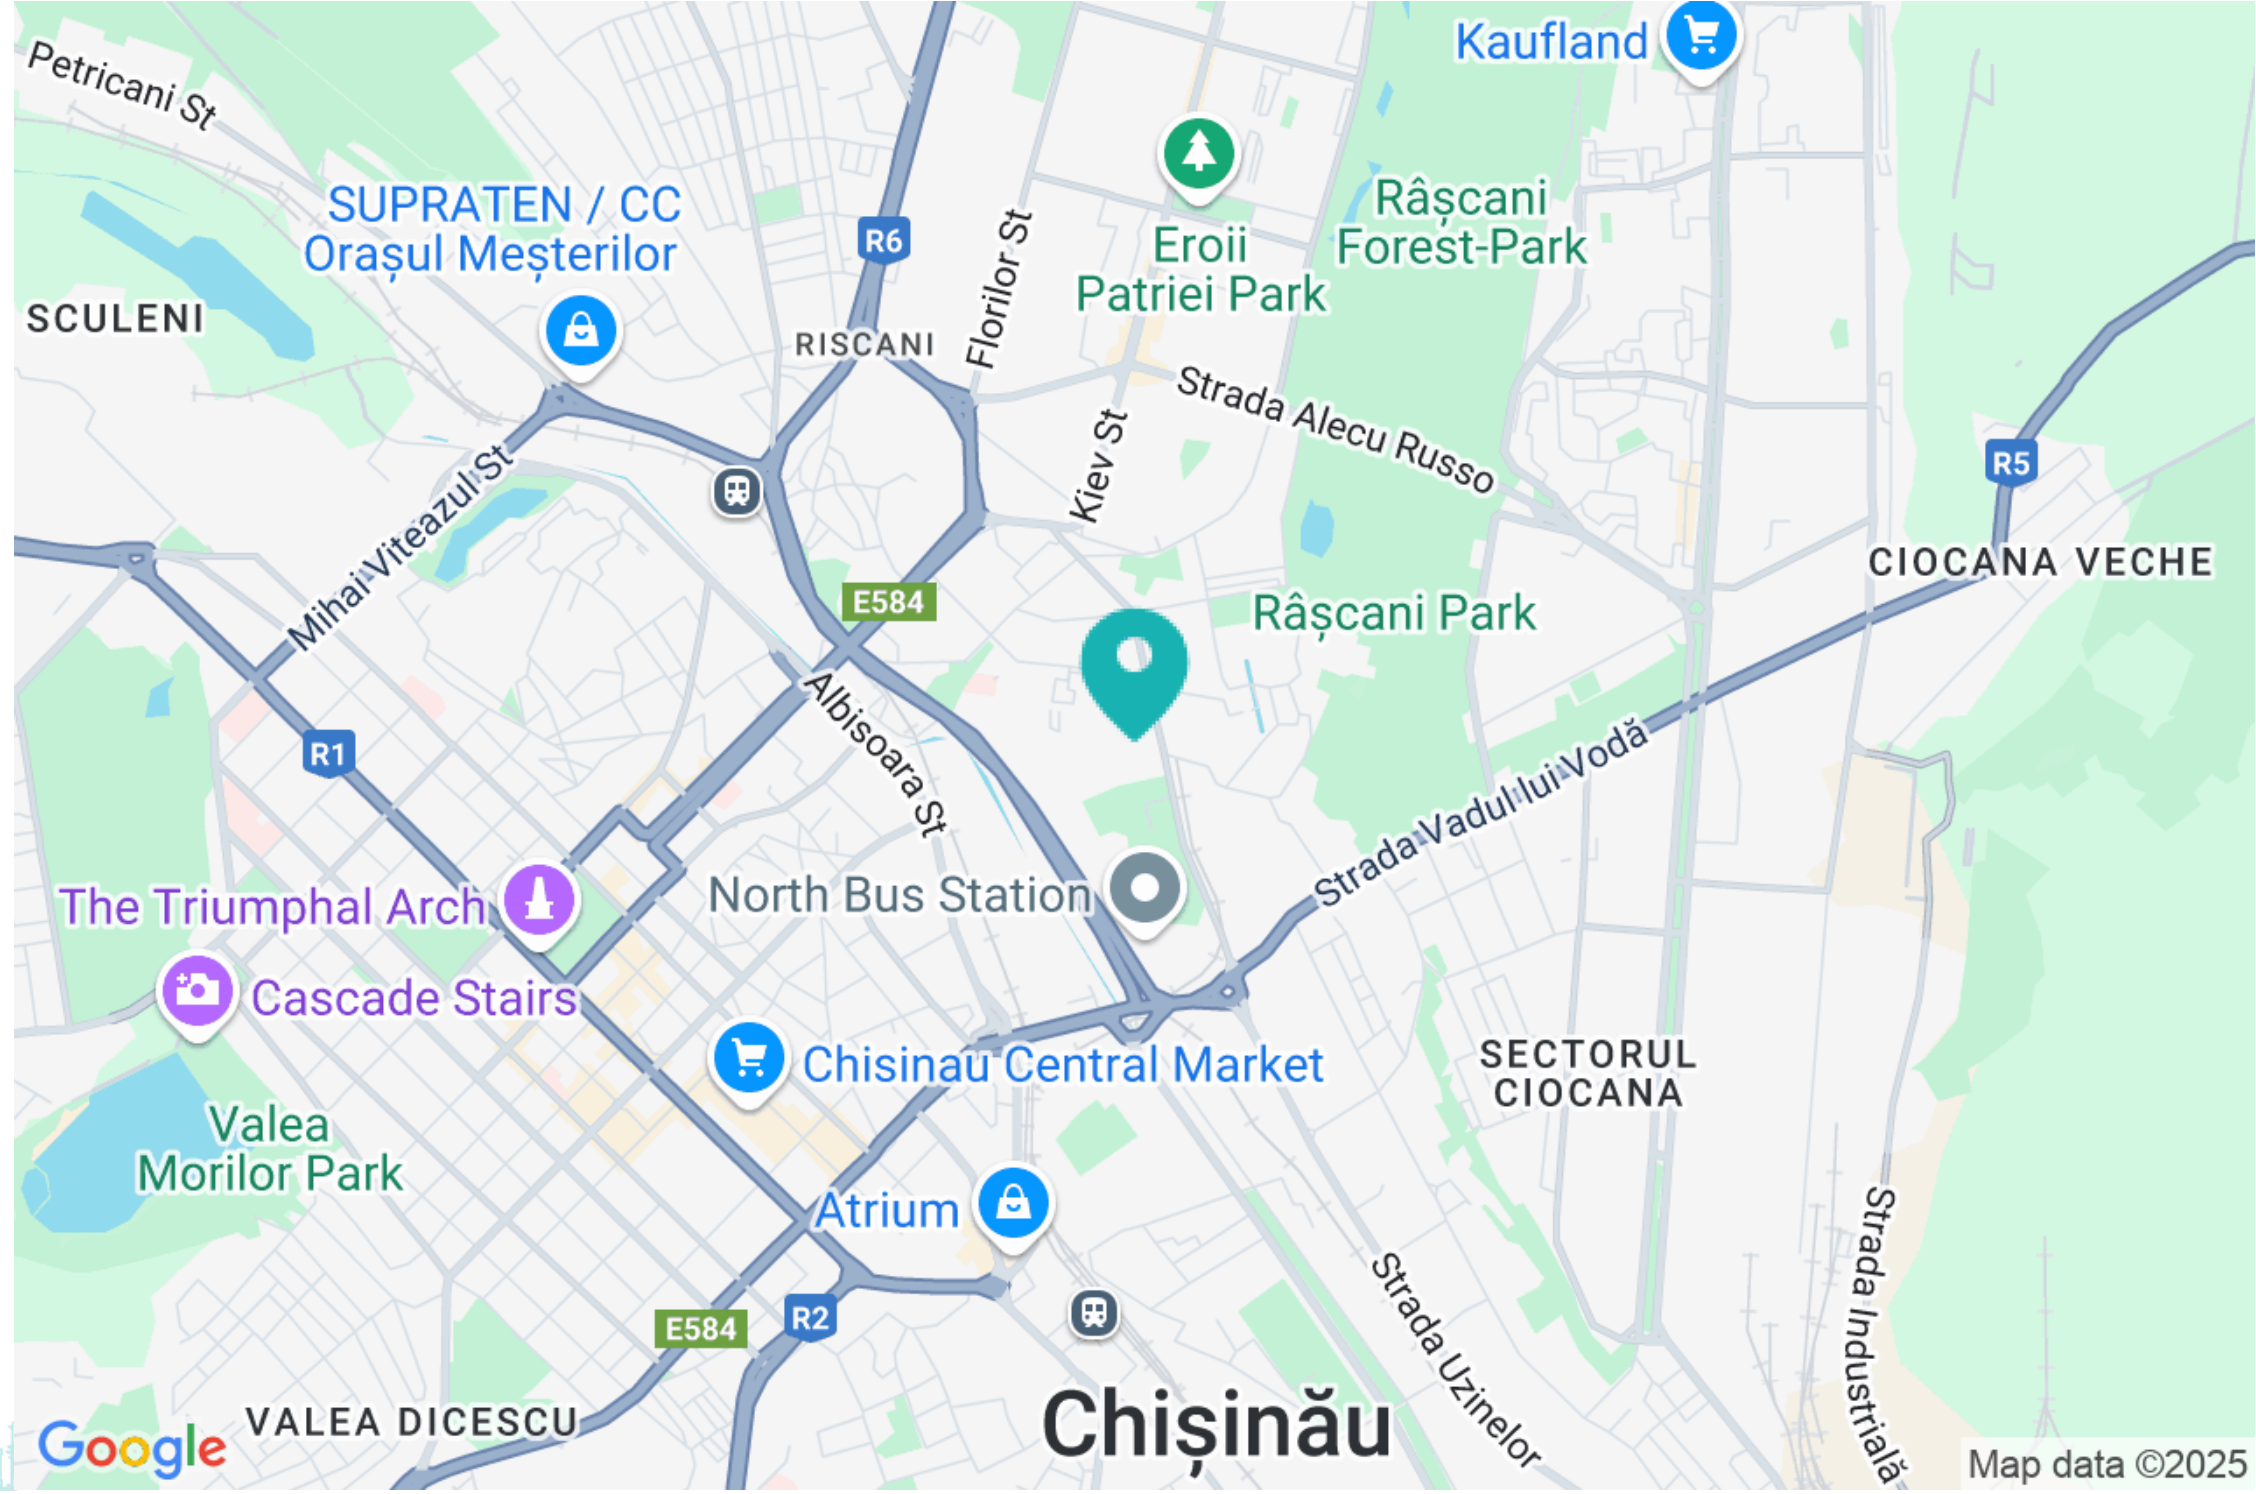 Kaufland
Petricani St
SUPRATEN / CC
Orașul Meșterilor
Râșcani
Forest-Park
R6
Florilor St
Eroii
Patriei Park
SCULENI
RISCANI
Strada Alecu Russo
Kiev St
R5
Mihai Viteazul St
CIOCANA VECHE
E584
Râșcani Park
R1
Albisoara St
Strada Vadul lui Vodă
The Triumphal Arch
North Bus Station
Cascade Stairs
Chisinau Central Market
SECTORUL
CIOCANA
Valea
Morilor Park
Atrium
Strada Industrială
Strada Uzinelor
R2
E584
VALEA DICESCU
Chișinău
Google
Map data ©2025